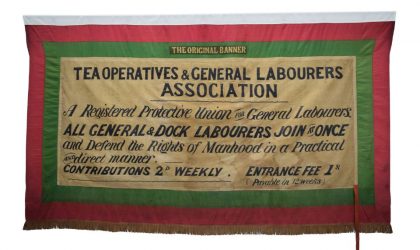 THE ORIGINAL BANNER
TEA OPERATIVES & GENERAL LABOURERS
ASSOCIATION
A Registered Protective Union for General Labourers,
ALL GENERAL & DOCK LABOURERS JOIN at ONCE
and Defend the Rights of Manhood in a Practical
and direct manner.
CONTRIBUTIONS 2D WEEKLY. ENTRANCE FEE 1s
(Payable in 12 weeks)